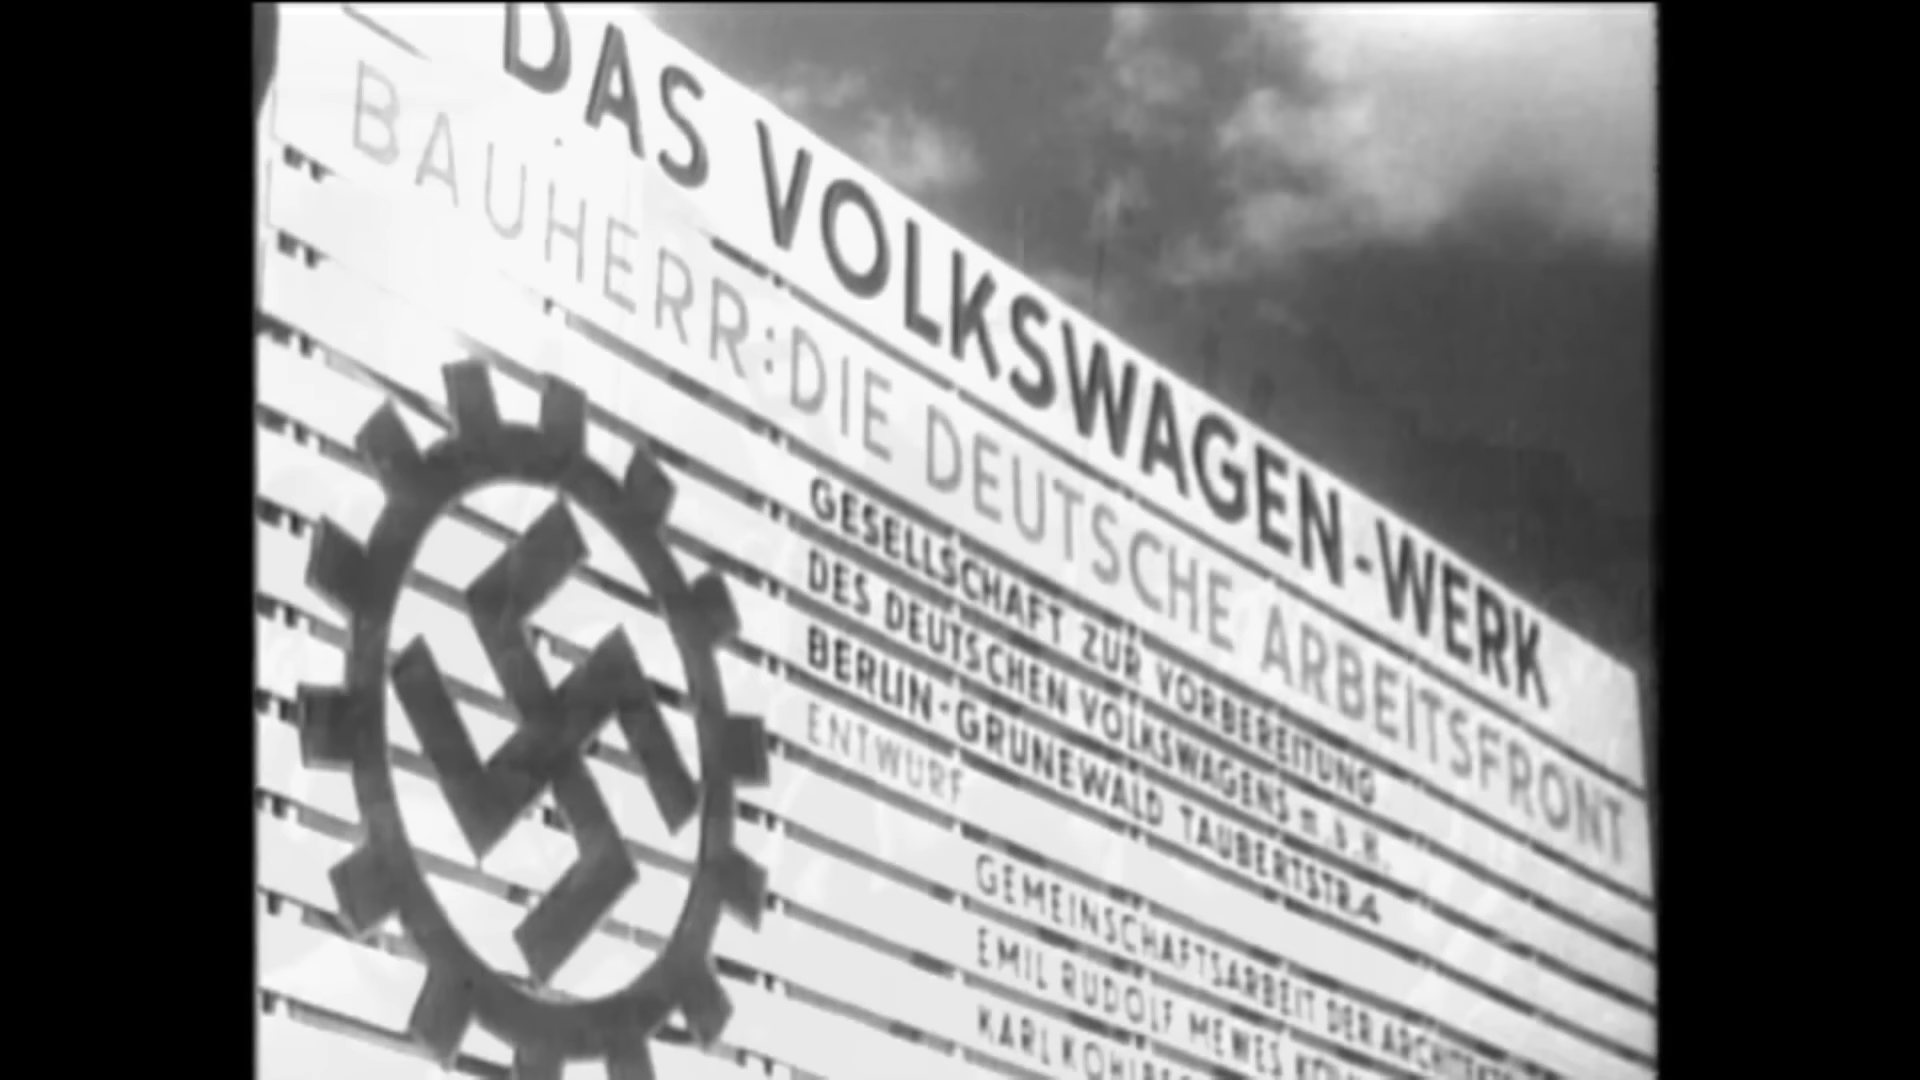 DAS VOLKSWAGEN-WERK
BAUHERR: DIE DEUTSCHE ARBEITSFRONT
GESELLSCHAFT ZUR VORBEREITUNG
DES DEUTSCHEN VOLKSWAGENS m.b.H.
BERLIN-GRUNEWALD TAUBERTSTR.4
ENTWURF
GEMEINSCHAFTSARBEIT DER
EMIL RUDOLF MEWES
KARL